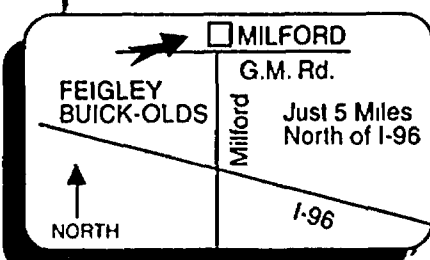 MILFORD
G.M. Rd.
FEIGLEY
BUICK-OLDS
Milford
Just 5 Miles
North of I-96
I-96
NORTH